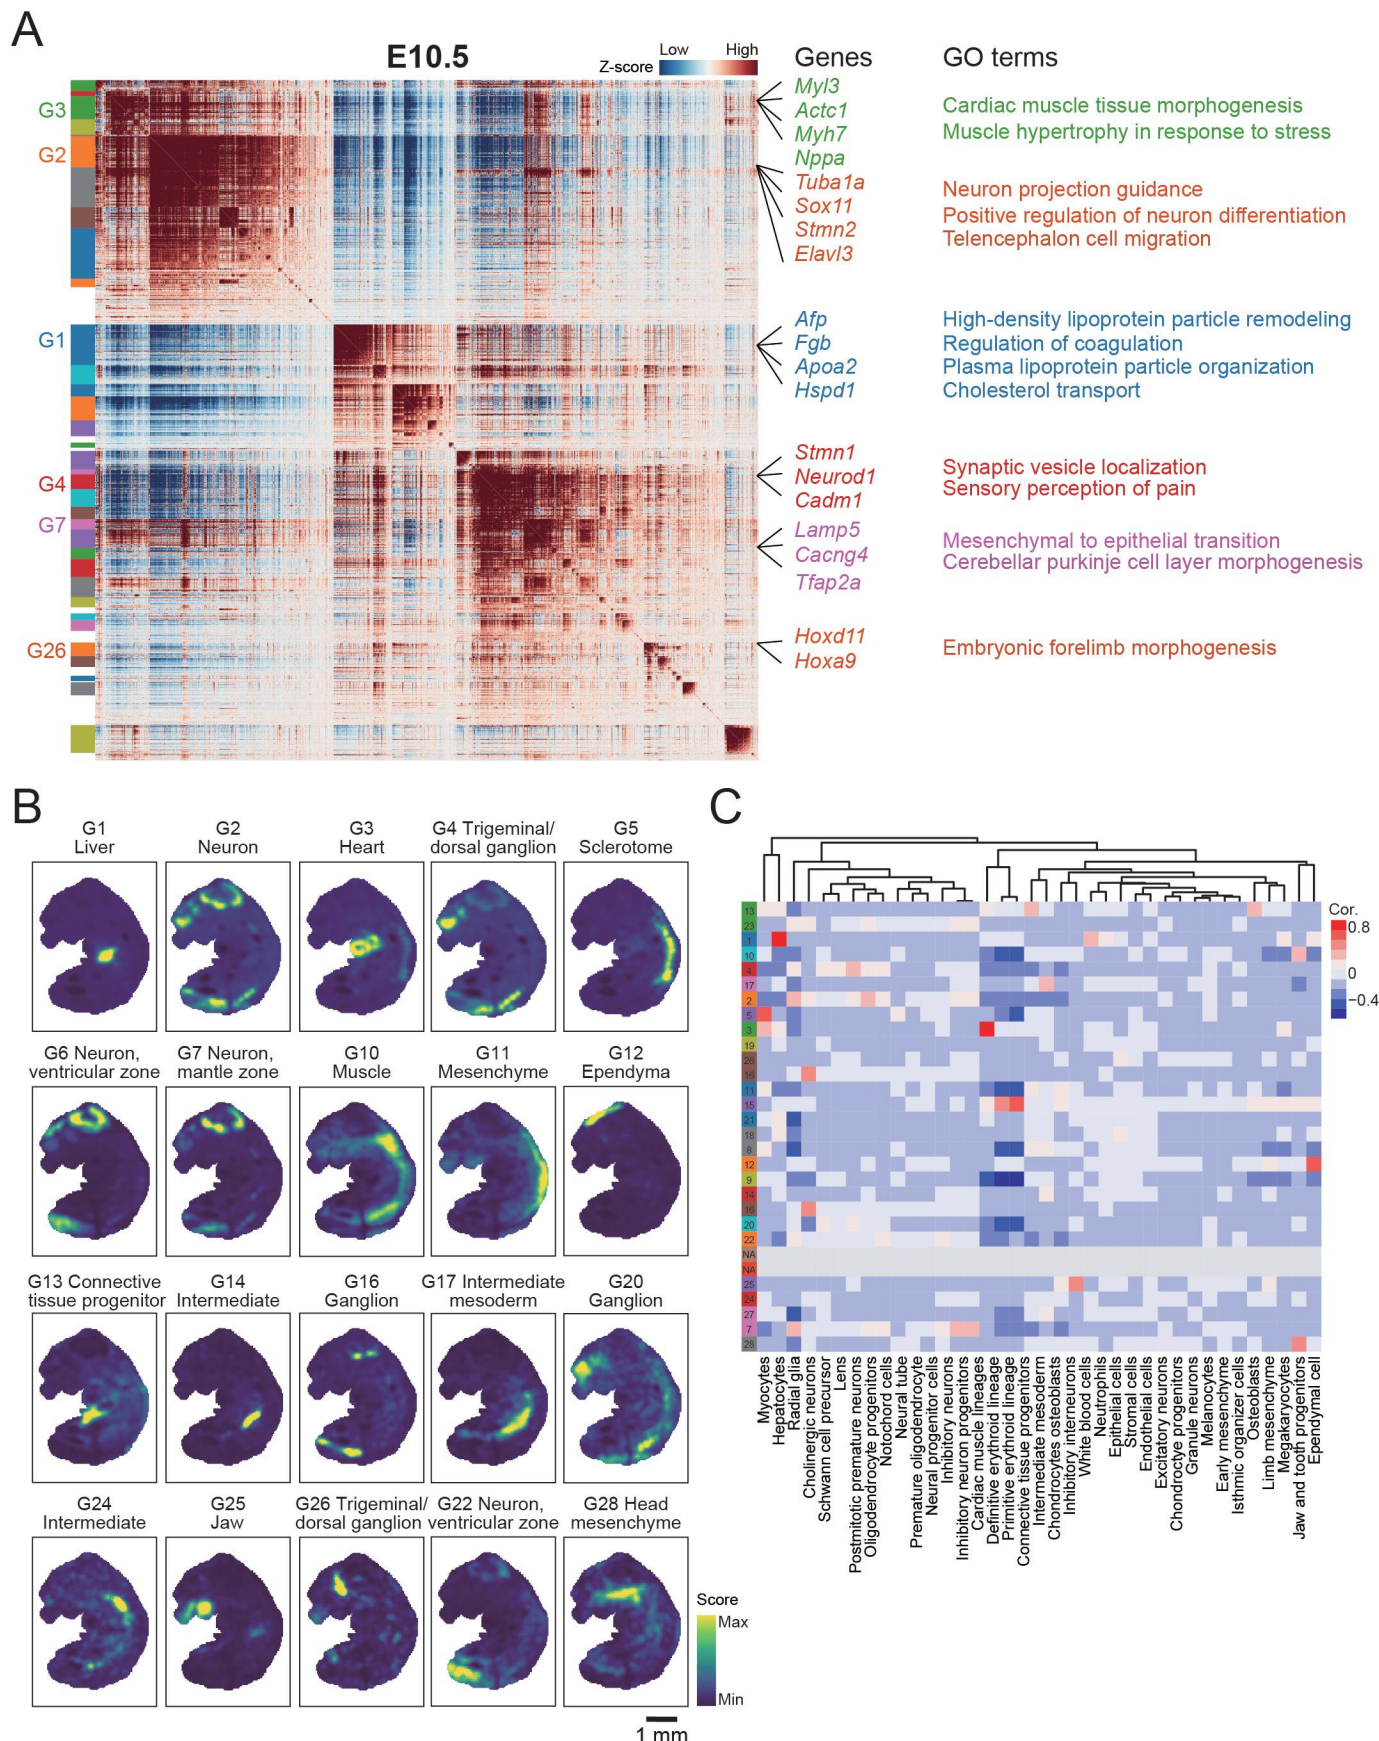 A
E10.5
Low High
Z-score
Genes
GO terms
G3
G2
G1
G4
G7
G26
Myl3
Actc1
Myh7
Nppa
Cardiac muscle tissue morphogenesis
Muscle hypertrophy in response to stress
Tuba1a
Sox11
Stmn2
Elavl3
Neuron projection guidance
Positive regulation of neuron differentiation
Telencephalon cell migration
Afp
Fgb
Apoa2
Hspd1
High-density lipoprotein particle remodeling
Regulation of coagulation
Plasma lipoprotein particle organization
Cholesterol transport
Stmn1
Neurod1
Cadm1
Synaptic vesicle localization
Sensory perception of pain
Lamp5
Cacng4
Tfap2a
Mesenchymal to epithelial transition
Cerebellar purkinje cell layer morphogenesis
Hoxd11
Hoxa9
Embryonic forelimb morphogenesis
B
G1
Liver
G2
Neuron
G3
Heart
G4 Trigeminal/
dorsal ganglion
G5
Sclerotome
G6 Neuron,
ventricular zone
G7 Neuron,
mantle zone
G10
Muscle
G11
Mesenchyme
G12
Ependyma
G13 Connective
tissue progenitor
G14
Intermediate
G16
Ganglion
G17 Intermediate
mesoderm
G20
Ganglion
G24
Intermediate
G25
Jaw
G26 Trigeminal/
dorsal ganglion
G22 Neuron,
ventricular zone
G28 Head
mesenchyme
Score
Max
Min
1 mm
C
Cor.
0.8
0
−0.4
13
23
1
10
4
17
2
5
3
19
26
16
11
15
21
18
8
12
9
14
16
20
22
NA
NA
25
24
27
7
28
Myocytes
Hepatocytes
Radial glia
Cholinergic neurons
Schwann cell precursor
Lens
Postmitotic premature neurons
Oligodendrocyte progenitors
Notochord cells
Neural tube
Premature oligodendrocyte
Neural progenitor cells
Inhibitory neurons
Inhibitory neuron progenitors
Cardiac muscle lineages
Definitive erythroid lineage
Primitive erythroid lineage
Connective tissue progenitors
Intermediate mesoderm
Chondrocytes osteoblasts
Inhibitory interneurons
White blood cells
Neutrophils
Epithelial cells
Stromal cells
Endothelial cells
Excitatory neurons
Chondrocyte progenitors
Granule neurons
Melanocytes
Early mesenchyme
Isthmic organizer cells
Osteoblasts
Limb mesenchyme
Megakaryocytes
Jaw and tooth progenitors
Ependymal cell